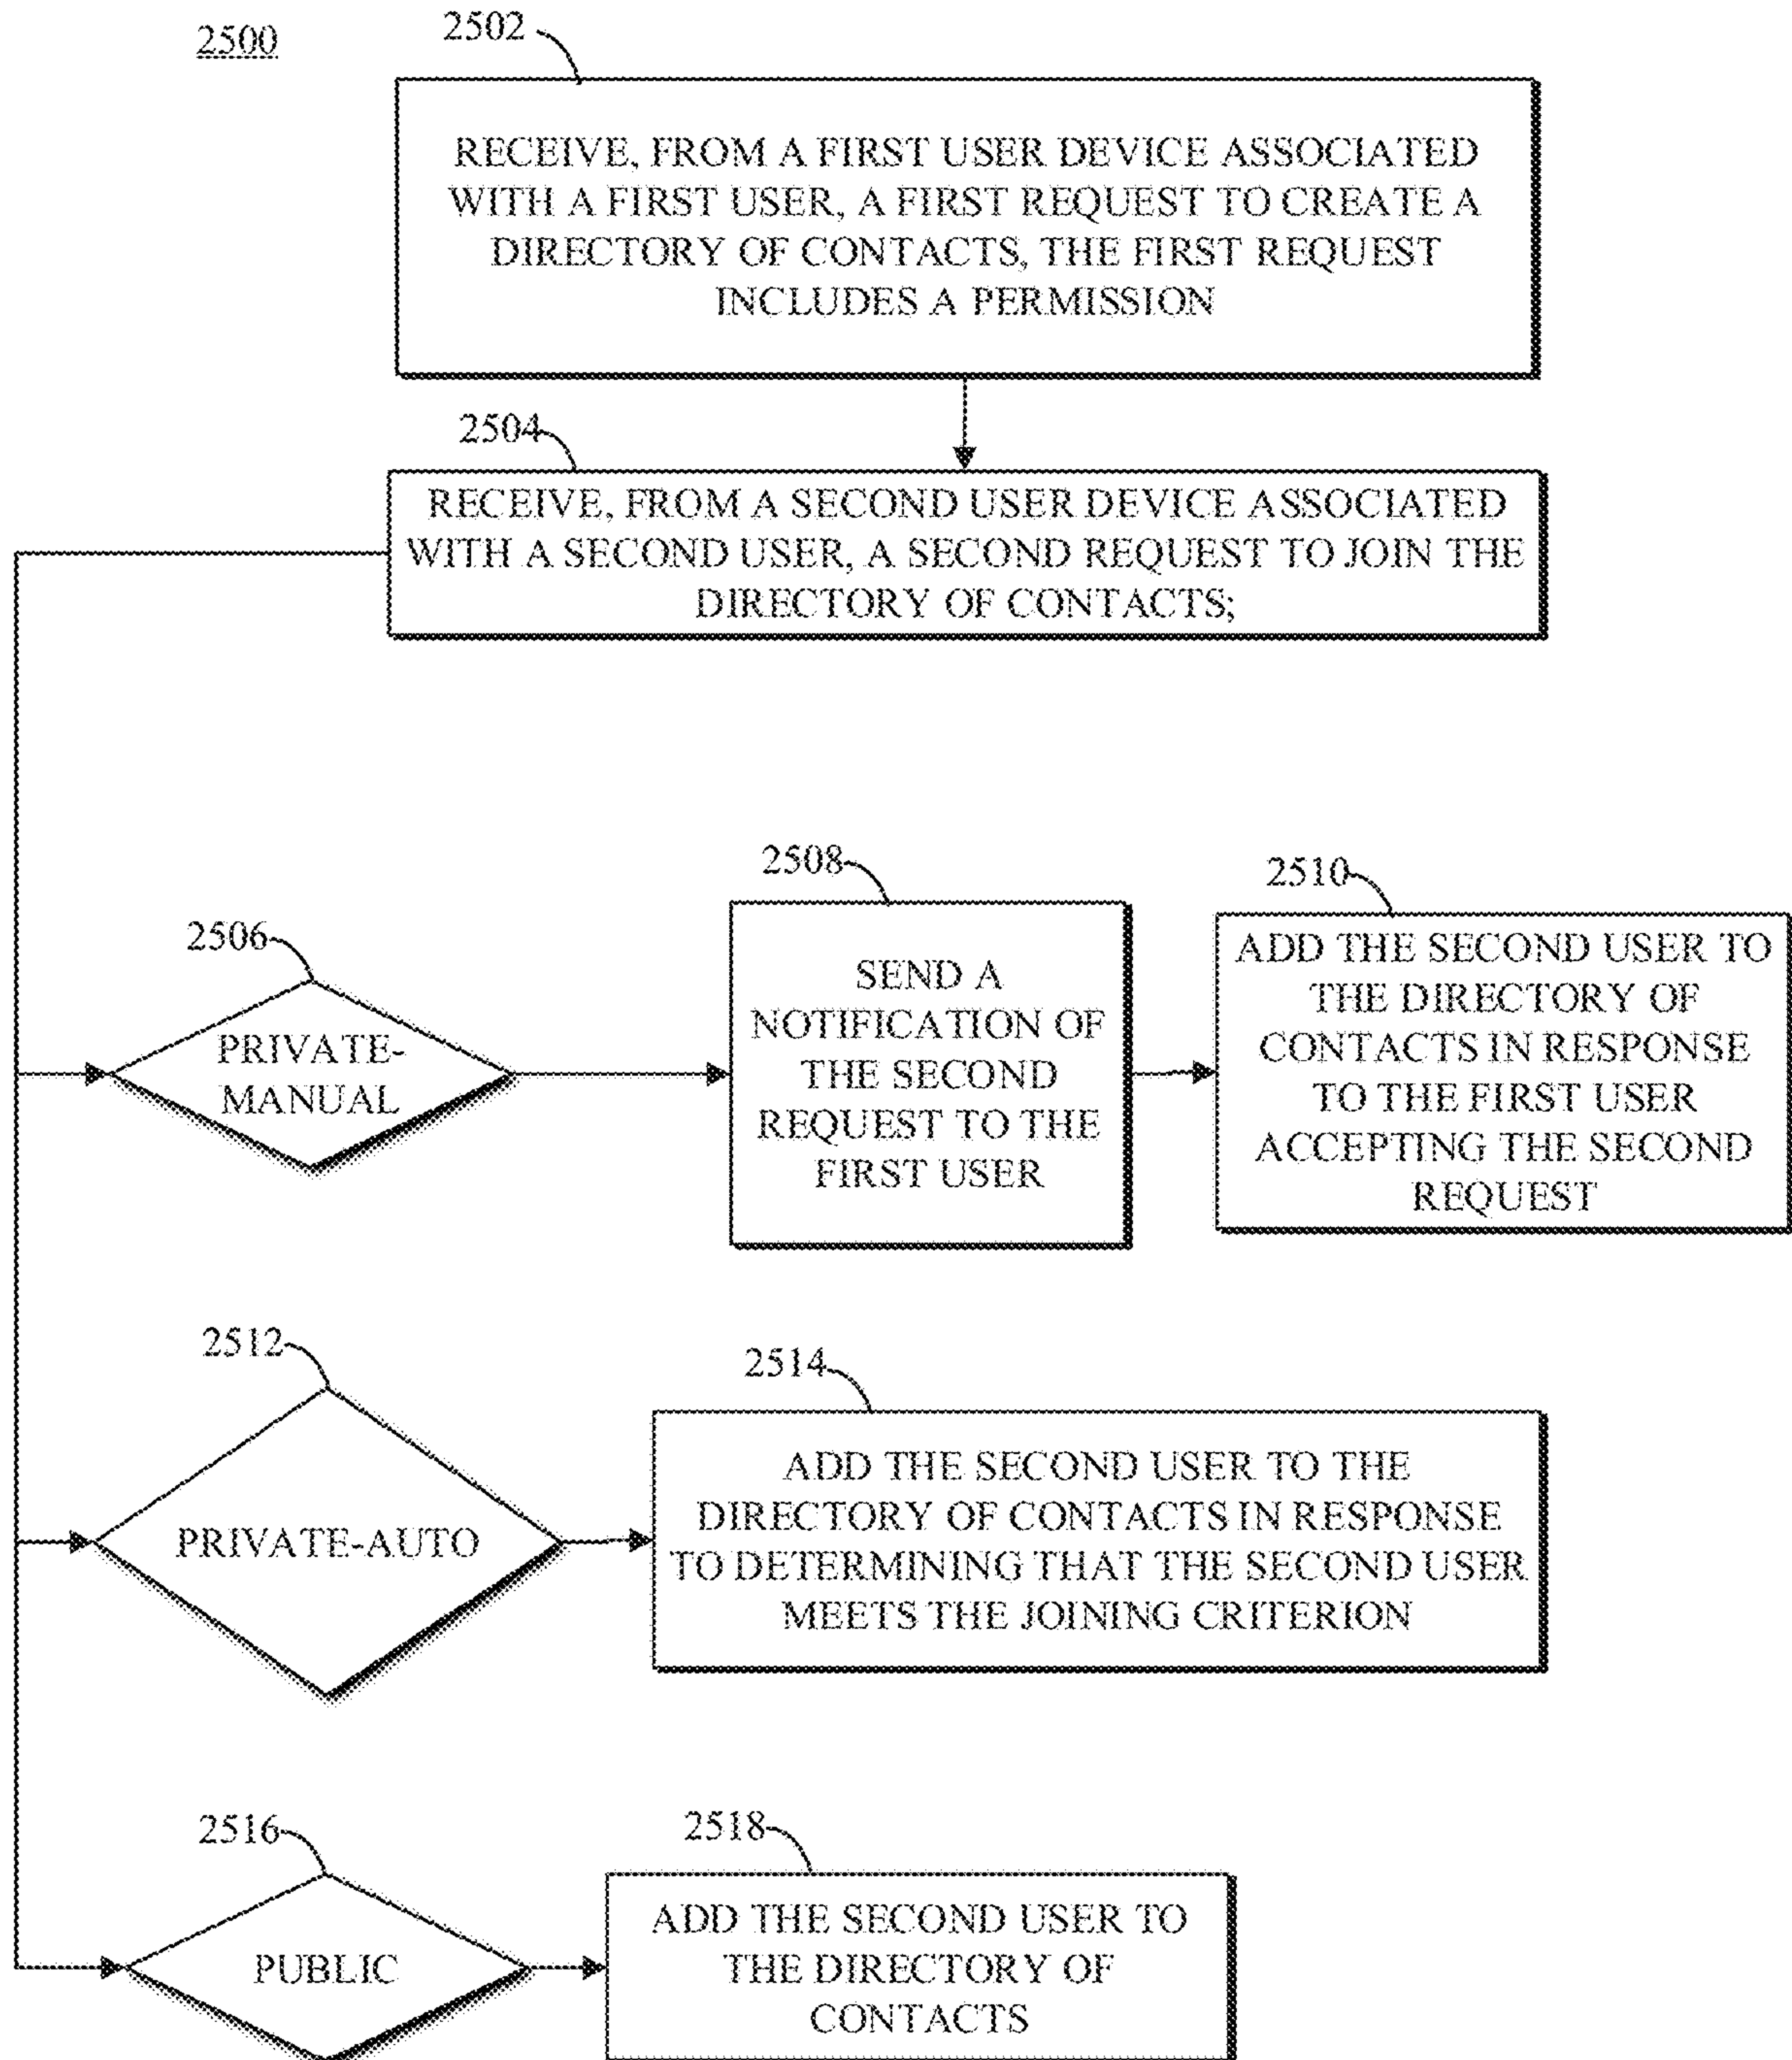 2500
2502
RECEIVE, FROM A FIRST USER DEVICE ASSOCIATED
WITH A FIRST USER, A FIRST REQUEST TO CREATE A
DIRECTORY OF CONTACTS, THE FIRST REQUEST
INCLUDES A PERMISSION
2504
RECEIVE, FROM A SECOND USER DEVICE ASSOCIATED
WITH A SECOND USER, A SECOND REQUEST TO JOIN THE
DIRECTORY OF CONTACTS;
2506
PRIVATE-
MANUAL
2508
SEND A
NOTIFICATION OF
THE SECOND
REQUEST TO THE
FIRST USER
2510
ADD THE SECOND USER TO
THE DIRECTORY OF
CONTACTS IN RESPONSE
TO THE FIRST USER
ACCEPTING THE SECOND
REQUEST
2512
PRIVATE-AUTO
2514
ADD THE SECOND USER TO THE
DIRECTORY OF CONTACTS IN RESPONSE
TO DETERMINING THAT THE SECOND USER
MEETS THE JOINING CRITERION
2516
PUBLIC
2518
ADD THE SECOND USER TO
THE DIRECTORY OF
CONTACTS